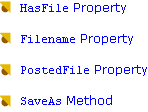 HasFile Property
Filename Property
PostedFile Property
SaveAs Method